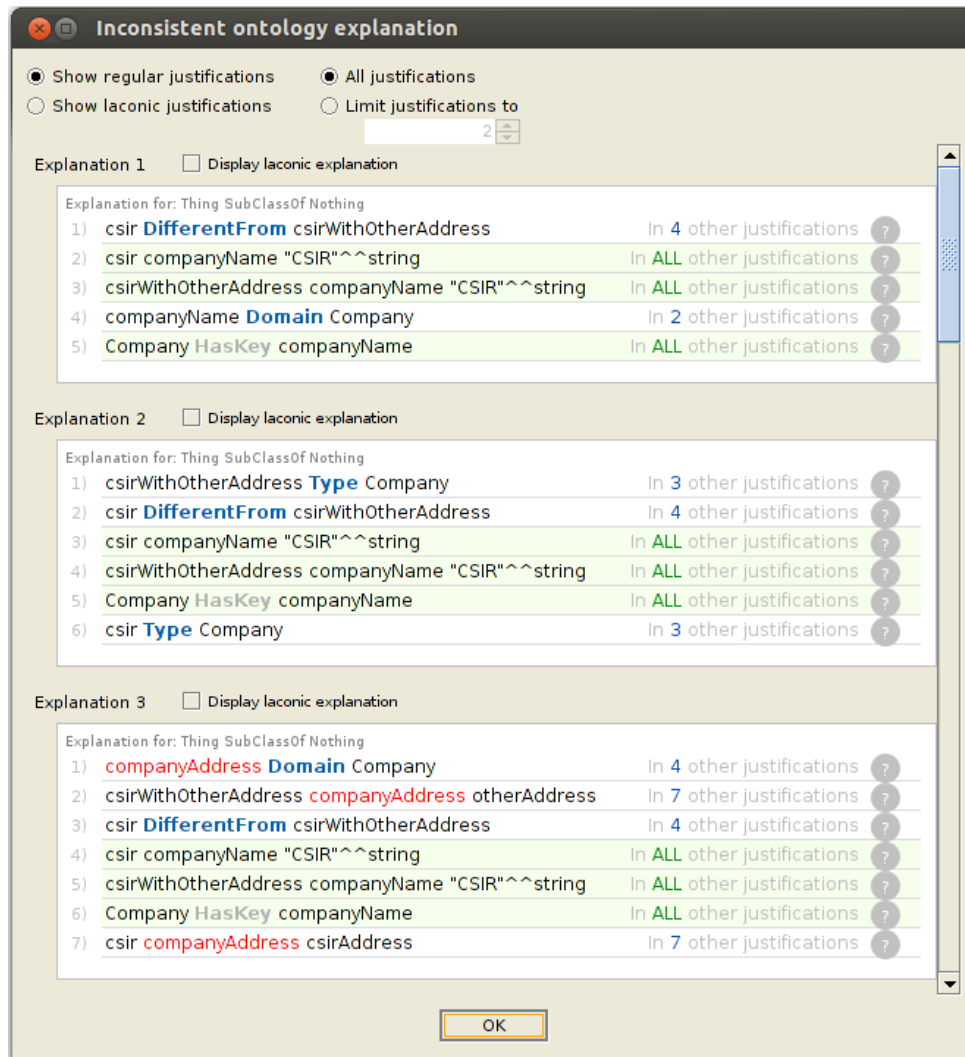 Inconsistent ontology explanation
Show regular justifications All justifications
Show laconic justifications Limit justifications to
2
Explanation 1 Display laconic explanation
Explanation for: Thing SubClassOf Nothing
1) csir DifferentFrom csirWithOtherAddress In 4 other justifications ?
2) csir companyName "CSIR"^^string In ALL other justifications ?
3) csirWithOtherAddress companyName "CSIR"^^string In ALL other justifications ?
4) companyName Domain Company In 2 other justifications ?
5) Company HasKey companyName In ALL other justifications ?
Explanation 2 Display laconic explanation
Explanation for: Thing SubClassOf Nothing
1) csirWithOtherAddress Type Company In 3 other justifications ?
2) csir DifferentFrom csirWithOtherAddress In 4 other justifications ?
3) csir companyName "CSIR"^^string In ALL other justifications ?
4) csirWithOtherAddress companyName "CSIR"^^string In ALL other justifications ?
5) Company HasKey companyName In ALL other justifications ?
6) csir Type Company In 3 other justifications ?
Explanation 3 Display laconic explanation
Explanation for: Thing SubClassOf Nothing
1) companyAddress Domain Company In 4 other justifications ?
2) csirWithOtherAddress companyAddress otherAddress In 7 other justifications ?
3) csir DifferentFrom csirWithOtherAddress In 4 other justifications ?
4) csir companyName "CSIR"^^string In ALL other justifications ?
5) csirWithOtherAddress companyName "CSIR"^^string In ALL other justifications ?
6) Company HasKey companyName In ALL other justifications ?
7) csir companyAddress csirAddress In 7 other justifications ?
OK